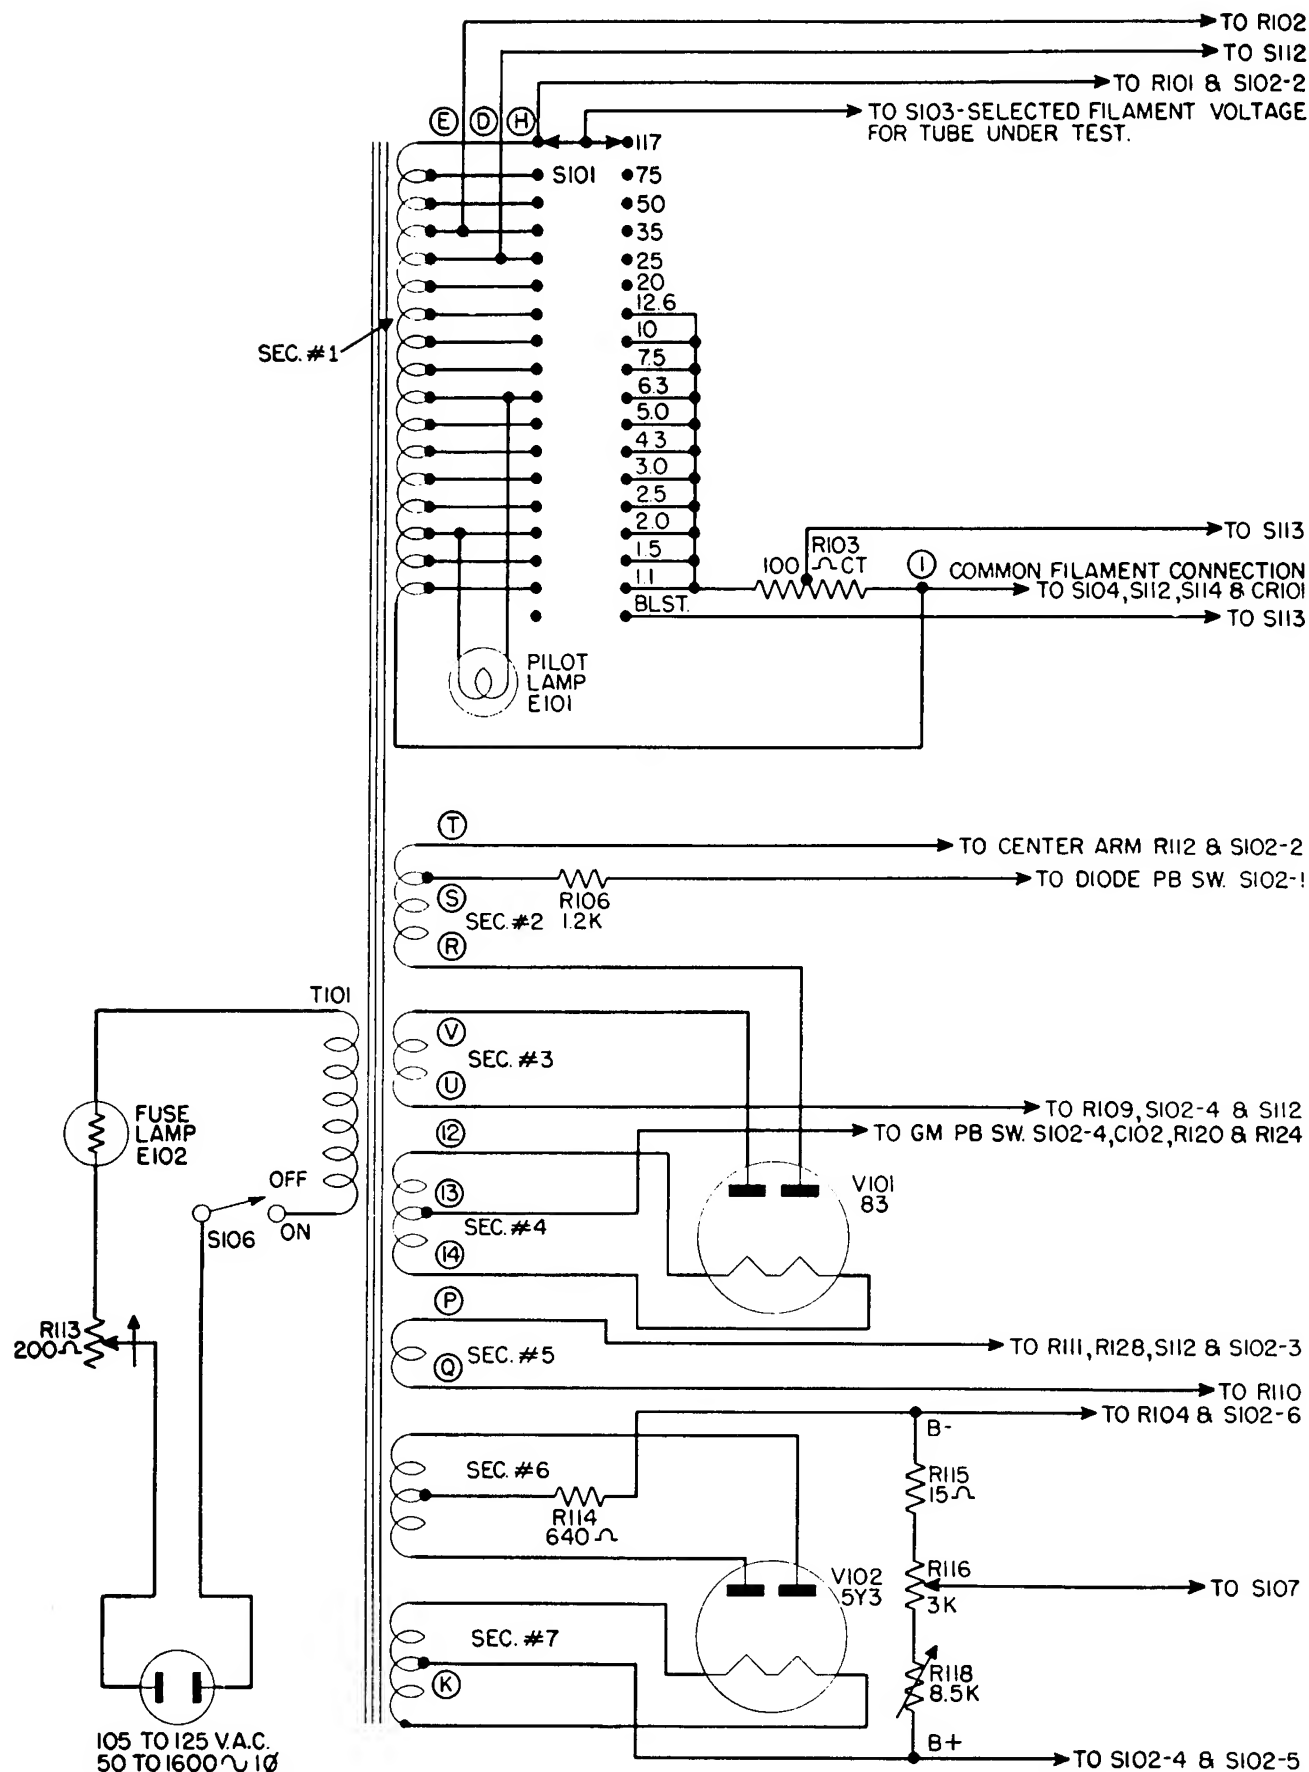 TO R102
TO S112
TO R101 & S102-2
TO S103-SELECTED FILAMENT VOLTAGE
FOR TUBE UNDER TEST.
E D H
117
S101
75
50
35
25
20
12.6
10
7.5
6.3
5.0
4.3
3.0
2.5
2.0
1.5
1.1
BLST.
SEC. #1
TO S113
R103
100 Ω CT
1
COMMON FILAMENT CONNECTION
TO S104, S112, S114 & CR101
TO S113
PILOT
LAMP
E101
T
TO CENTER ARM R112 & S102-2
TO DIODE PB SW. S102-1
S
R106
1.2K
SEC. #2
R
T101
V
SEC. #3
U
TO R109, S102-4 & S112
TO GM PB SW. S102-4, C102, R120 & R124
12
13
SEC. #4
14
V101
83
FUSE
LAMP
E102
OFF
ON
S106
R113
200Ω
P
SEC. #5
Q
TO R111, R128, S112 & S102-3
TO R110
TO R104 & S102-6
B-
SEC. #6
R114
640 Ω
R115
15Ω
R116
3K
TO S107
V102
5Y3
SEC. #7
K
R118
8.5K
B+
TO S102-4 & S102-5
105 TO 125 V.A.C.
50 TO 1600 ~ 1Ø